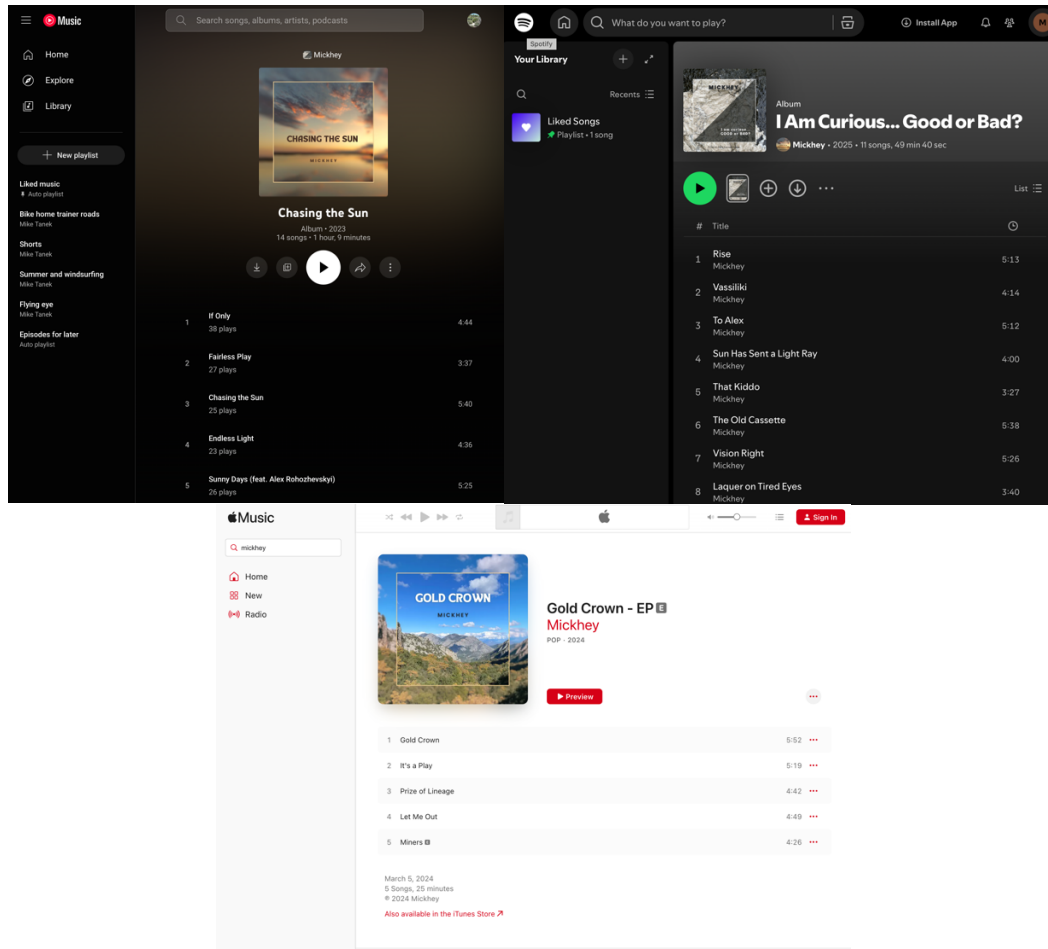 Music
Search songs, albums, artists, podcasts
Home
Explore
Library
New playlist
Liked music
Auto playlist
Bike home trainer roads
Mike Tanek
Shorts
Mike Tanek
Summer and windsurfing
Mike Tanek
Flying eye
Mike Tanek
Episodes for later
Auto playlist
Mickhey
CHASING THE SUN
MICKHEY
Chasing the Sun
Album • 2023
14 songs • 1 hour, 9 minutes
1 If Only 4:44
38 plays
2 Fairless Play 3:37
27 plays
3 Chasing the Sun 5:40
25 plays
4 Endless Light 4:36
23 plays
5 Sunny Days (feat. Alex Rohozhevskyi) 5:25
26 plays
What do you want to play?
Install App
M
Spotify
Your Library
Recents
Liked Songs
Playlist • 1 song
MICKHEY
I AM CURIOUS
GOOD OR BAD?
Album
I Am Curious... Good or Bad?
Mickhey • 2025 • 11 songs, 49 min 40 sec
List
# Title
1 Rise 5:13
Mickhey
2 Vassiliki 4:14
Mickhey
3 To Alex 5:12
Mickhey
4 Sun Has Sent a Light Ray 4:00
Mickhey
5 That Kiddo 3:27
Mickhey
6 The Old Cassette 5:38
Mickhey
7 Vision Right 5:26
Mickhey
8 Laquer on Tired Eyes 3:40
Mickhey
Music
Sign In
mickhey
Home
New
Radio
GOLD CROWN
MICKHEY
Gold Crown - EP E
Mickhey
POP · 2024
Preview
1 Gold Crown 5:52
2 It's a Play 5:19
3 Prize of Lineage 4:42
4 Let Me Out 4:49
5 Miners E 4:26
March 5, 2024
5 Songs, 25 minutes
℗ 2024 Mickhey
Also available in the iTunes Store